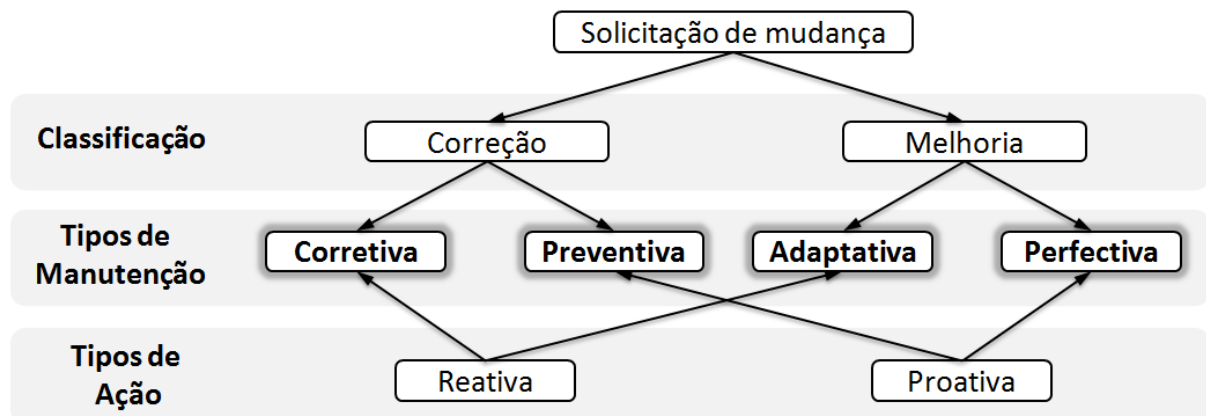 Solicitação de mudança
Classificação
Correção
Melhoria
Tipos de
Manutenção
Corretiva
Preventiva
Adaptativa
Perfectiva
Tipos de
Ação
Reativa
Proativa